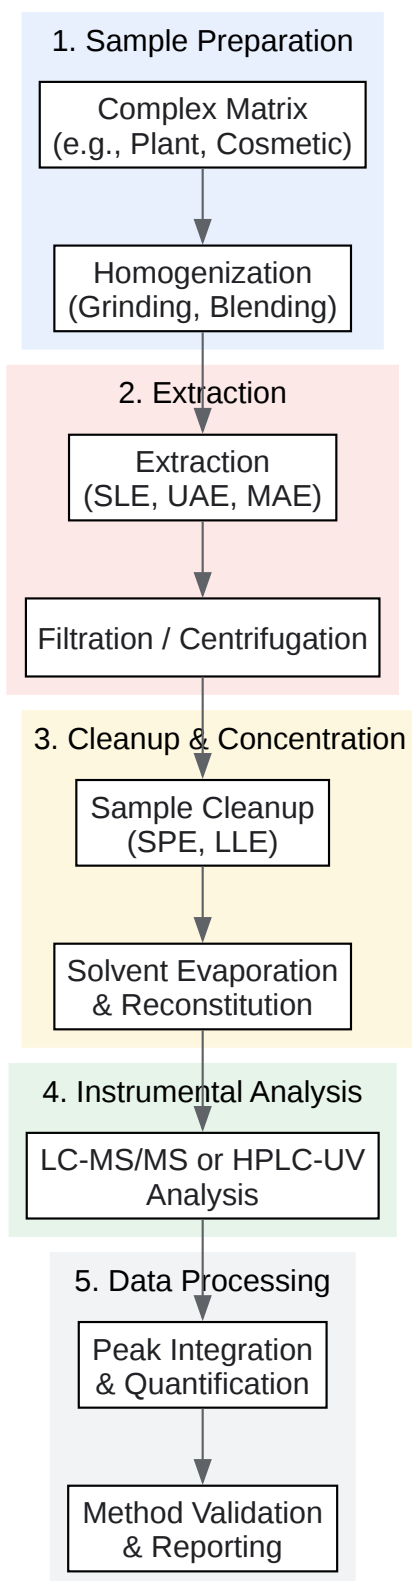 1. Sample Preparation
Complex Matrix
(e.g., Plant, Cosmetic)
Homogenization
(Grinding, Blending)
2. Extraction
Extraction
(SLE, UAE, MAE)
Filtration / Centrifugation
3. Cleanup & Concentration
Sample Cleanup
(SPE, LLE)
Solvent Evaporation
& Reconstitution
4. Instrumental Analysis
LC-MS/MS or HPLC-UV
Analysis
5. Data Processing
Peak Integration
& Quantification
Method Validation
& Reporting